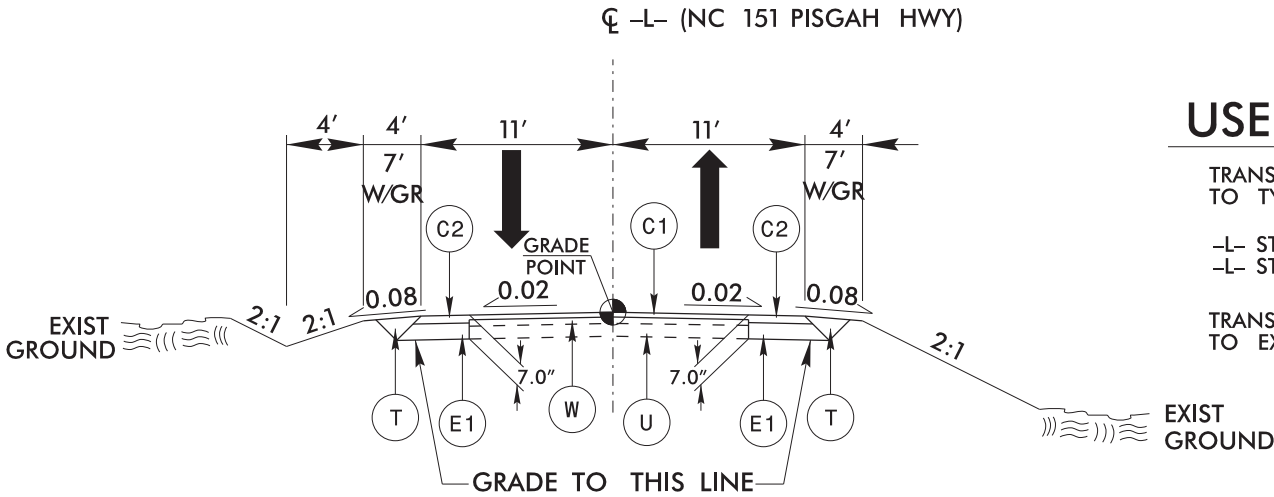 ℄ -L- (NC 151 PISGAH HWY)
4' 4' 11' 11' 4'
7' 7'
W/GR W/GR
USE
TRANS
TO TY
-L- ST
-L- ST
TRANS
TO EX
C2 C1 C2
GRADE
POINT
0.08 0.02 0.02 0.08
2:1 2:1 2:1
EXIST
GROUND
7.0" 7.0"
T E1 W U E1 T
EXIST
GROUND
GRADE TO THIS LINE